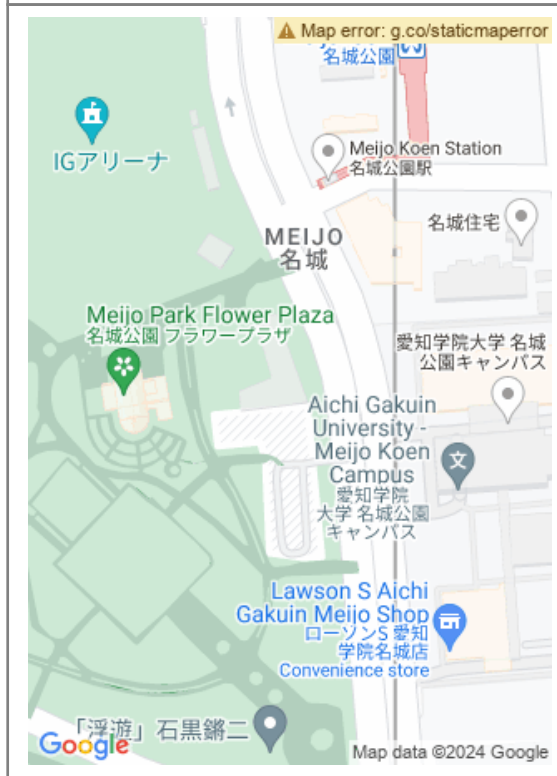 Map error: g.co/staticmaperror
名城公園
IGアリーナ
Meijo Koen Station
名城公園駅
MEIJO
名城
名城住宅
Meijo Park Flower Plaza
名城公園 フラワープラザ
愛知学院大学 名城
公園キャンパス
Aichi Gakuin
University -
Meijo Koen
Campus
愛知学院
大学 名城公園
キャンパス
文
Lawson S Aichi
Gakuin Meijo Shop
ローソンS 愛知
学院名城店
Convenience store
「浮遊」石黒鏘二
Google
Map data ©2024 Google